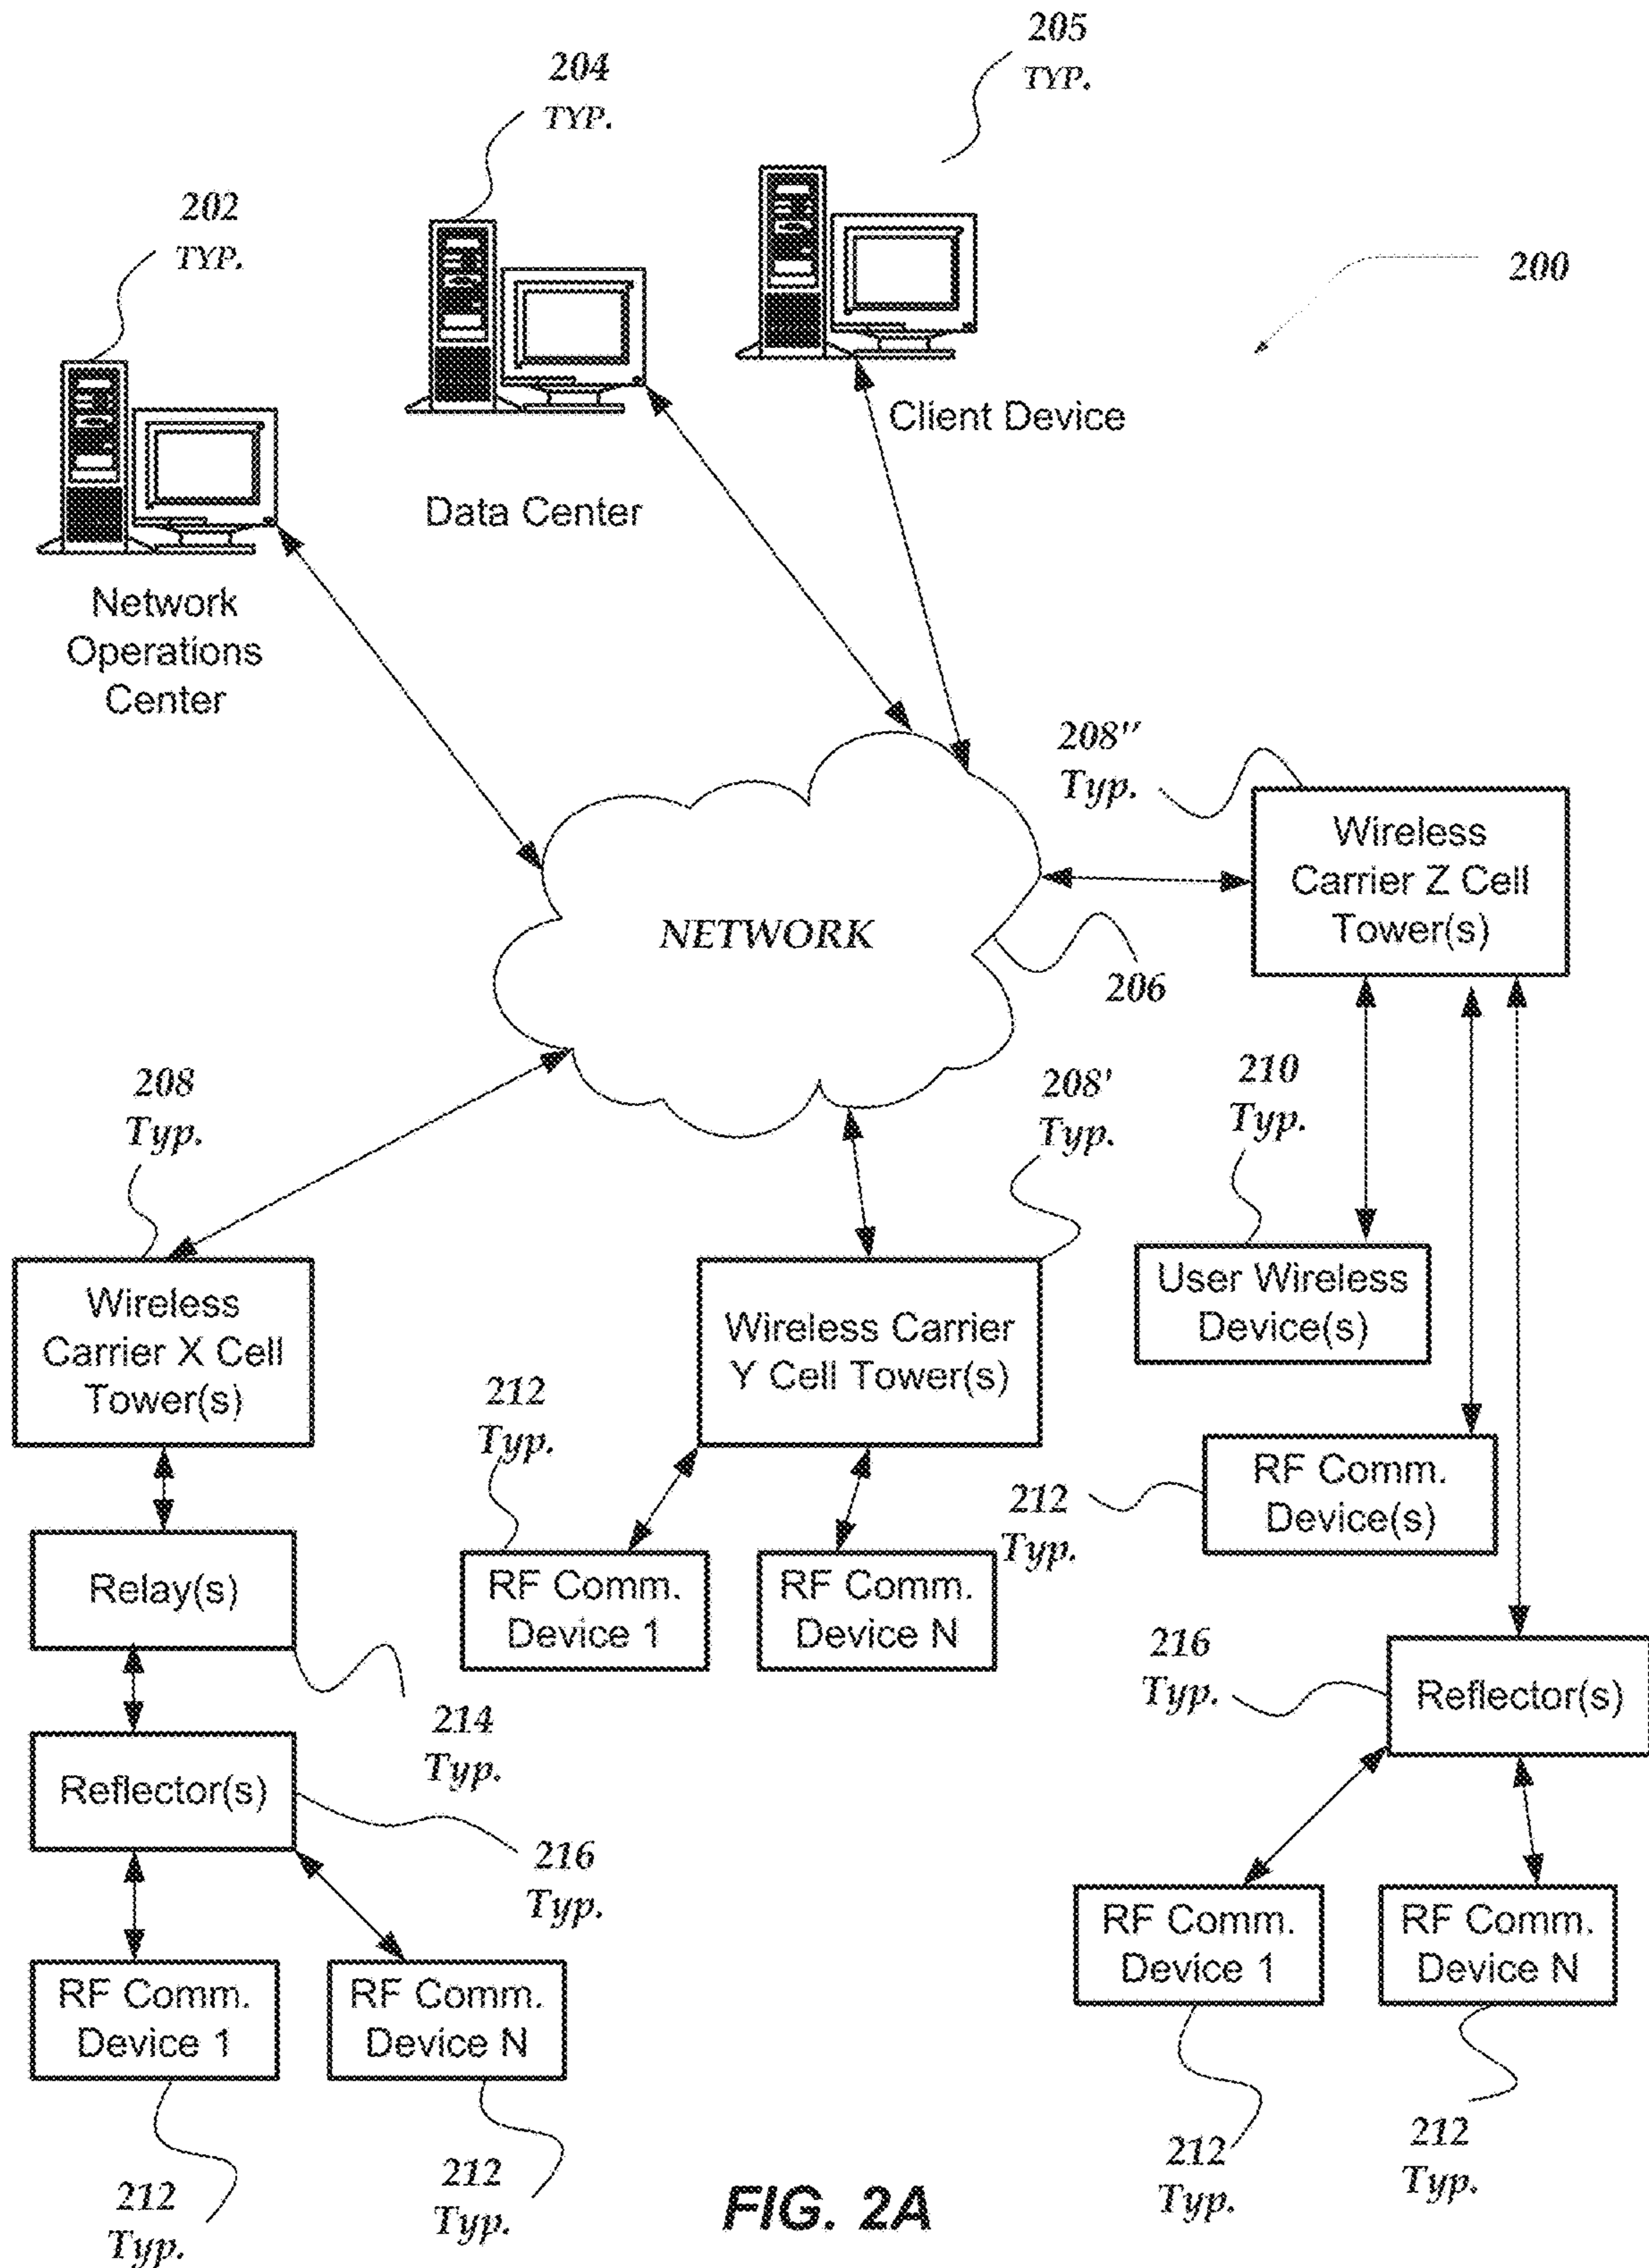 205
TYP.
204
TYP.
202
TYP.
200
Client Device
Data Center
Network
Operations
Center
208"
Typ.
Wireless
Carrier Z Cell
Tower(s)
NETWORK
206
208
Typ.
208'
Typ.
210
Typ.
Wireless
Carrier X Cell
Tower(s)
Wireless Carrier
Y Cell Tower(s)
User Wireless
Device(s)
212
Typ.
RF Comm.
Device(s)
212
Typ.
Relay(s)
RF Comm.
Device 1
RF Comm.
Device N
214
Typ.
216
Typ.
Reflector(s)
Reflector(s)
216
Typ.
RF Comm.
Device 1
RF Comm.
Device N
RF Comm.
Device 1
RF Comm.
Device N
212
Typ.
212
Typ.
212
Typ.
212
Typ.
FIG. 2A